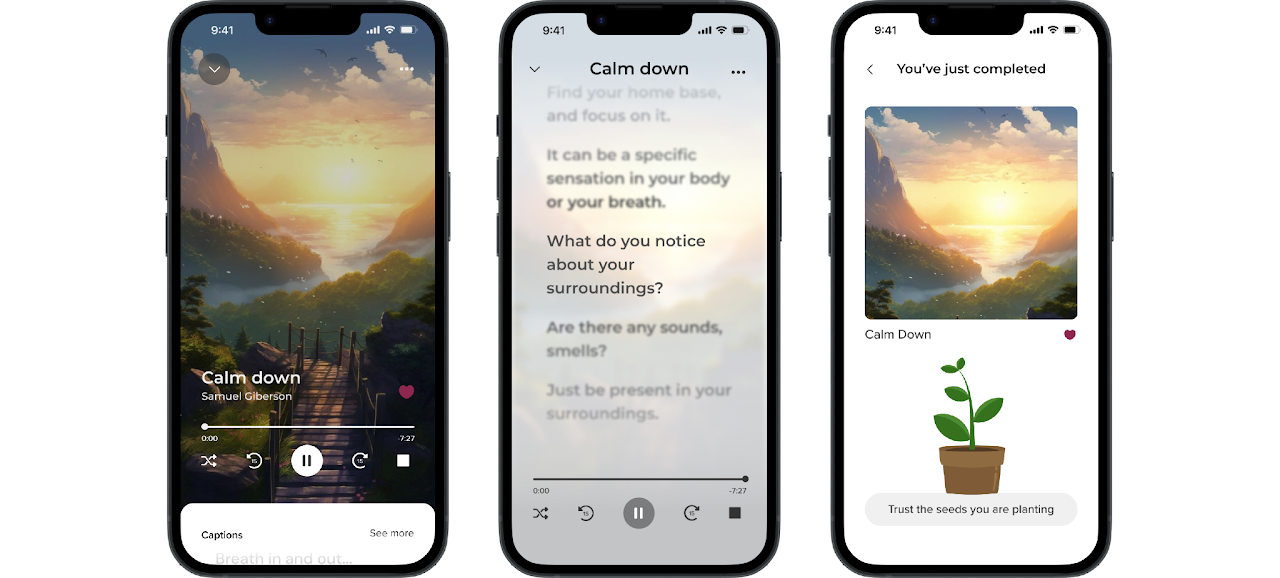 9:41
Calm down
Samuel Giberson
0:00
-7:27
15
15
Captions
See more
Breath in and out...
9:41
Calm down
Find your home base,
and focus on it.
It can be a specific
sensation in your body
or your breath.
What do you notice
about your
surroundings?
Are there any sounds,
smells?
Just be present in your
surroundings.
0:00
-7:27
15
15
9:41
You've just completed
Calm Down
Trust the seeds you are planting